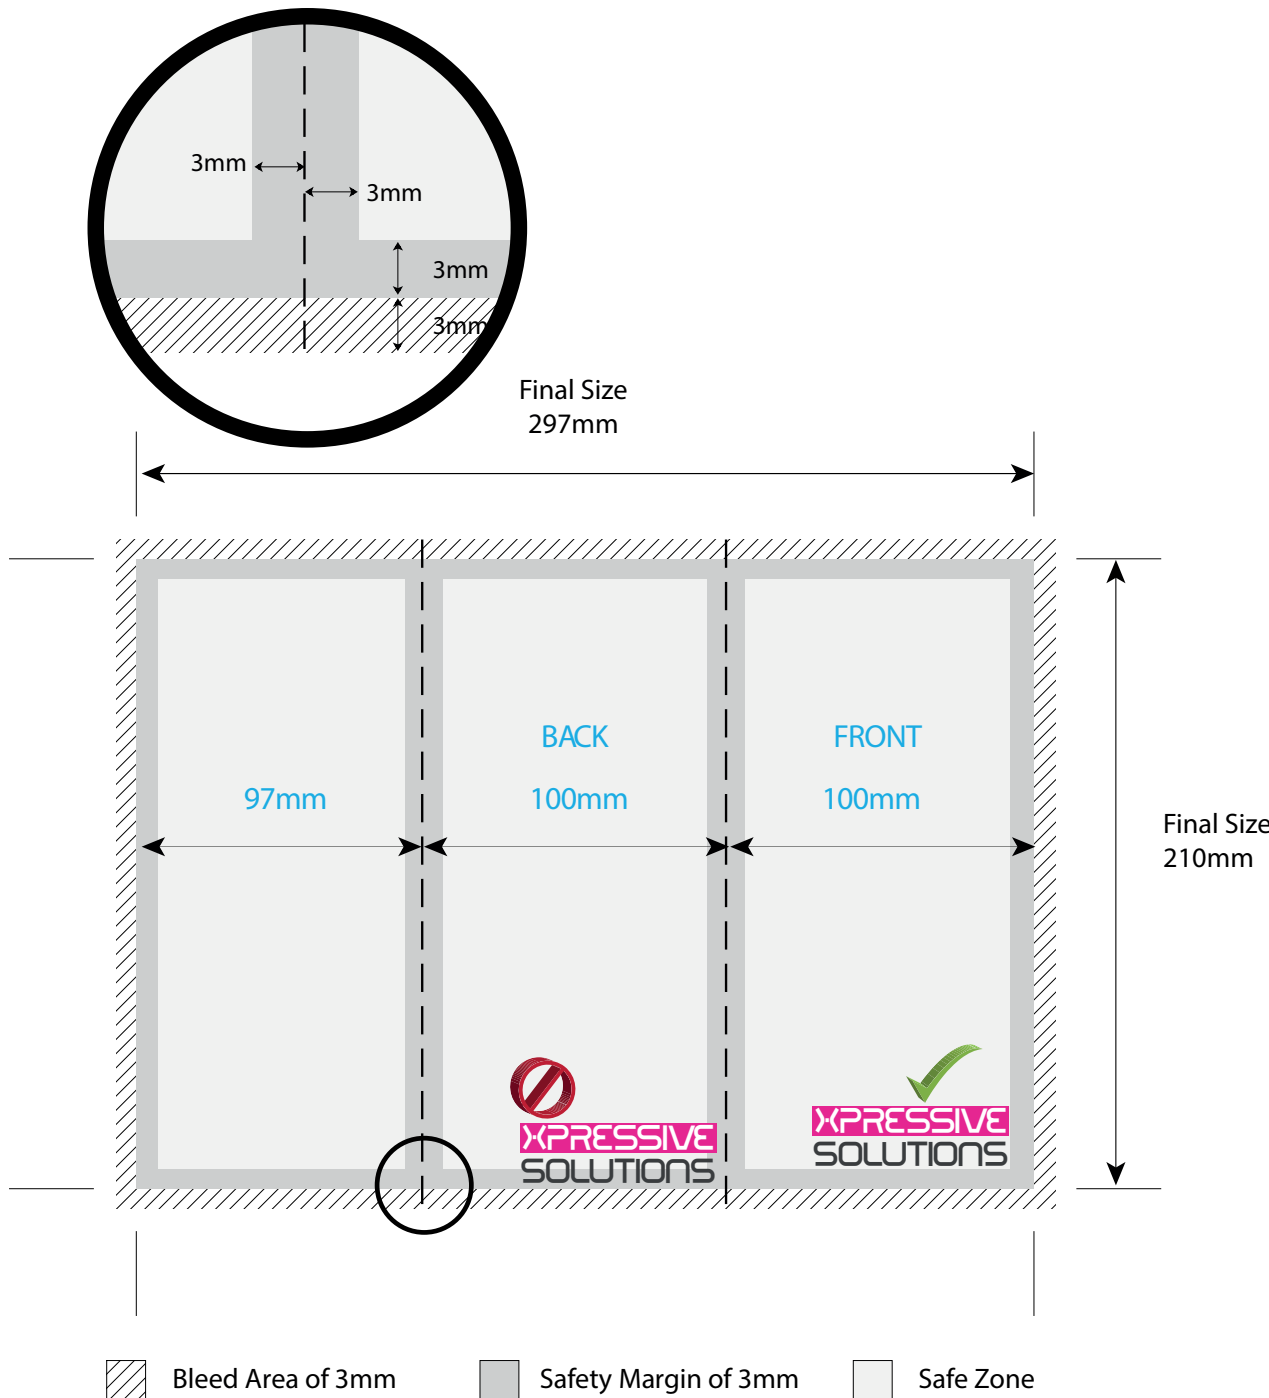 3mm
3mm
3mm
3mm
Final Size
297mm
BACK
FRONT
97mm
100mm
100mm
Final Size
210mm
XPRESSIVE
SOLUTIONS
XPRESSIVE
SOLUTIONS
Bleed Area of 3mm
Safety Margin of 3mm
Safe Zone